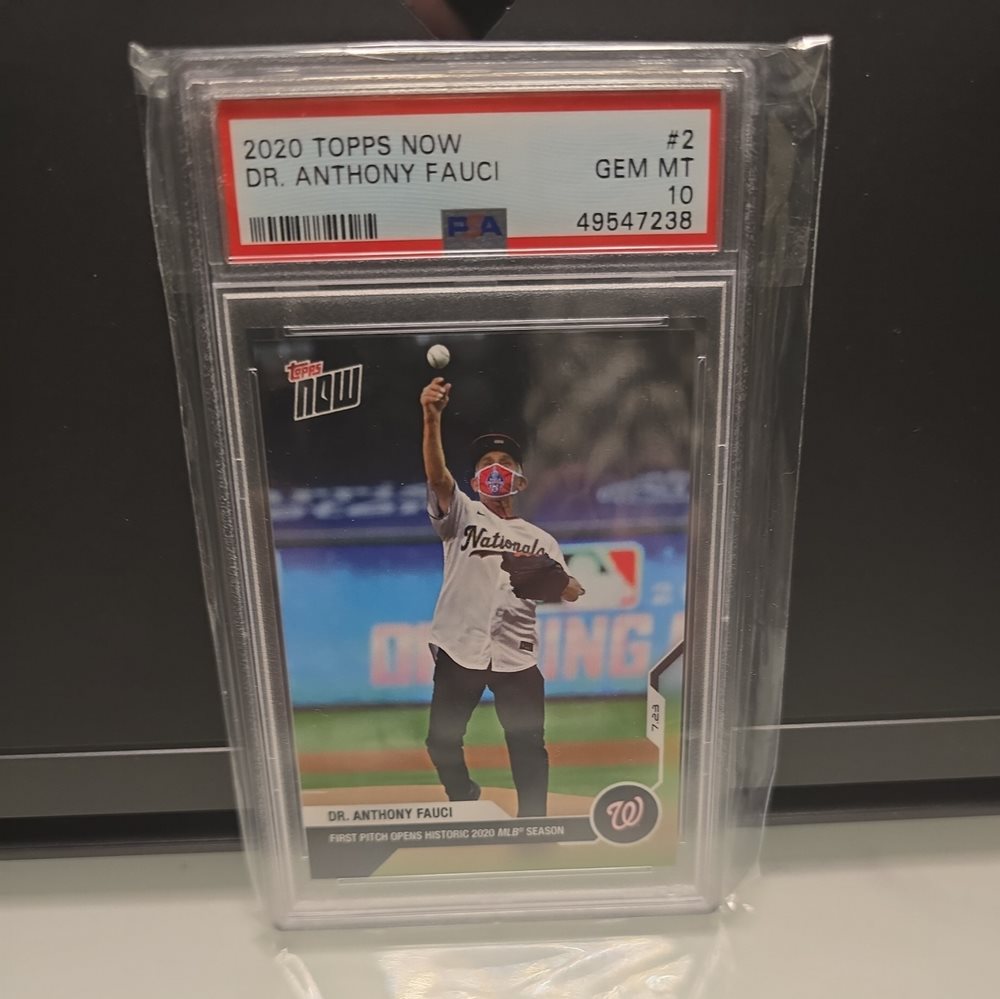 2020 TOPPS NOW
#2
DR. ANTHONY FAUCI
GEM MT
10
PSA
49547238
topps
NOW
Nationals
OPENING
7.23
DR. ANTHONY FAUCI
W
FIRST PITCH OPENS HISTORIC 2020 MLB® SEASON